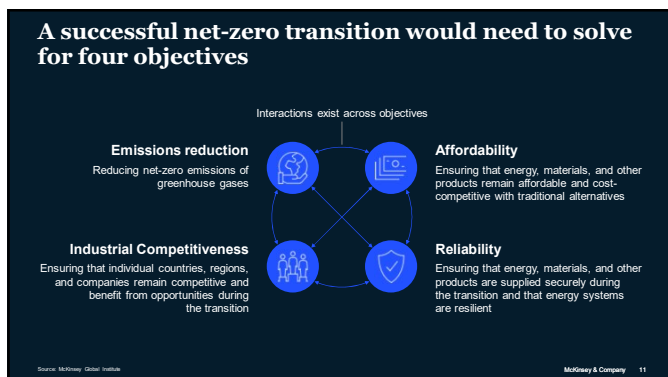 A successful net-zero transition would need to solve
for four objectives
Interactions exist across objectives
Emissions reduction
Reducing net-zero emissions of
greenhouse gases
Affordability
Ensuring that energy, materials, and other
products remain affordable and cost-
competitive with traditional alternatives
Industrial Competitiveness
Ensuring that individual countries, regions,
and companies remain competitive and
benefit from opportunities during
the transition
Reliability
Ensuring that energy, materials, and other
products are supplied securely during
the transition and that energy systems
are resilient
Source: McKinsey Global Institute
McKinsey & Company 11